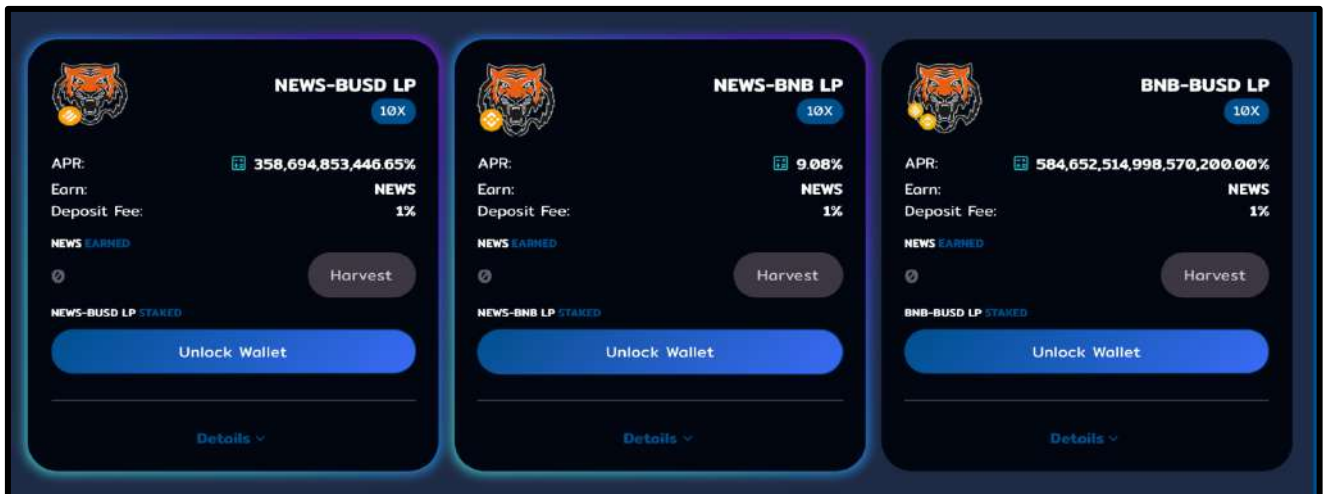 NEWS-BUSD LP
10X
APR: 358,694,853,446.65%
Earn: NEWS
Deposit Fee: 1%
NEWS EARNED
0
Harvest
NEWS-BUSD LP STAKED
Unlock Wallet
Details
NEWS-BNB LP
10X
APR: 9.08%
Earn: NEWS
Deposit Fee: 1%
NEWS EARNED
0
Harvest
NEWS-BNB LP STAKED
Unlock Wallet
Details
BNB-BUSD LP
10X
APR: 584,652,514,998,570,200.00%
Earn: NEWS
Deposit Fee: 1%
NEWS EARNED
0
Harvest
BNB-BUSD LP STAKED
Unlock Wallet
Details